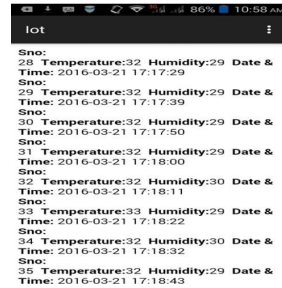 86% 10:58 AM
Iot
Sno:
28 Temperature:32 Humidity:29 Date &
Time: 2016-03-21 17:17:29
Sno:
29 Temperature:32 Humidity:29 Date &
Time: 2016-03-21 17:17:39
Sno:
30 Temperature:32 Humidity:29 Date &
Time: 2016-03-21 17:17:50
Sno:
31 Temperature:32 Humidity:29 Date &
Time: 2016-03-21 17:18:00
Sno:
32 Temperature:32 Humidity:30 Date &
Time: 2016-03-21 17:18:11
Sno:
33 Temperature:33 Humidity:29 Date &
Time: 2016-03-21 17:18:22
Sno:
34 Temperature:32 Humidity:30 Date &
Time: 2016-03-21 17:18:32
Sno:
35 Temperature:32 Humidity:29 Date &
Time: 2016-03-21 17:18:43